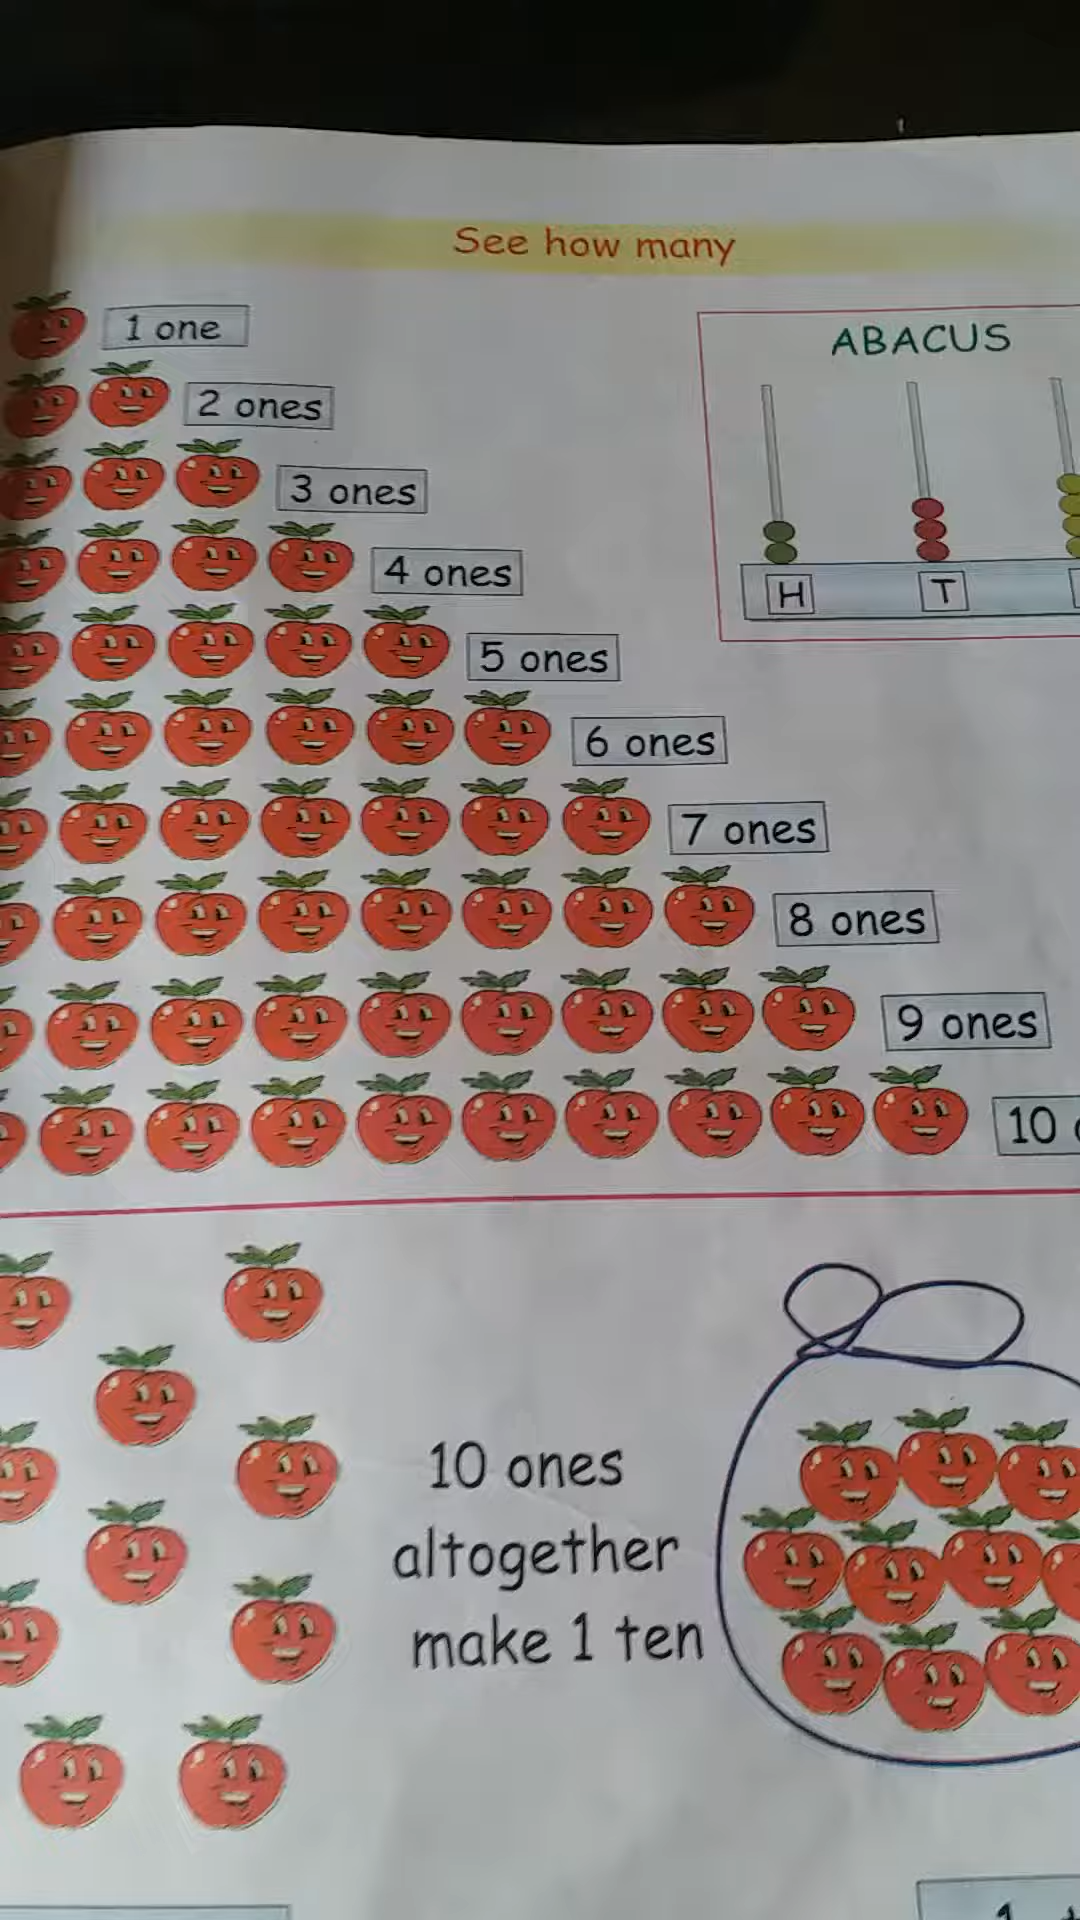 See how many
1 one
ABACUS
2 ones
3 ones
4 ones
H T
5 ones
6 ones
7 ones
8 ones
9 ones
10
10 ones
altogether
make 1 ten
1